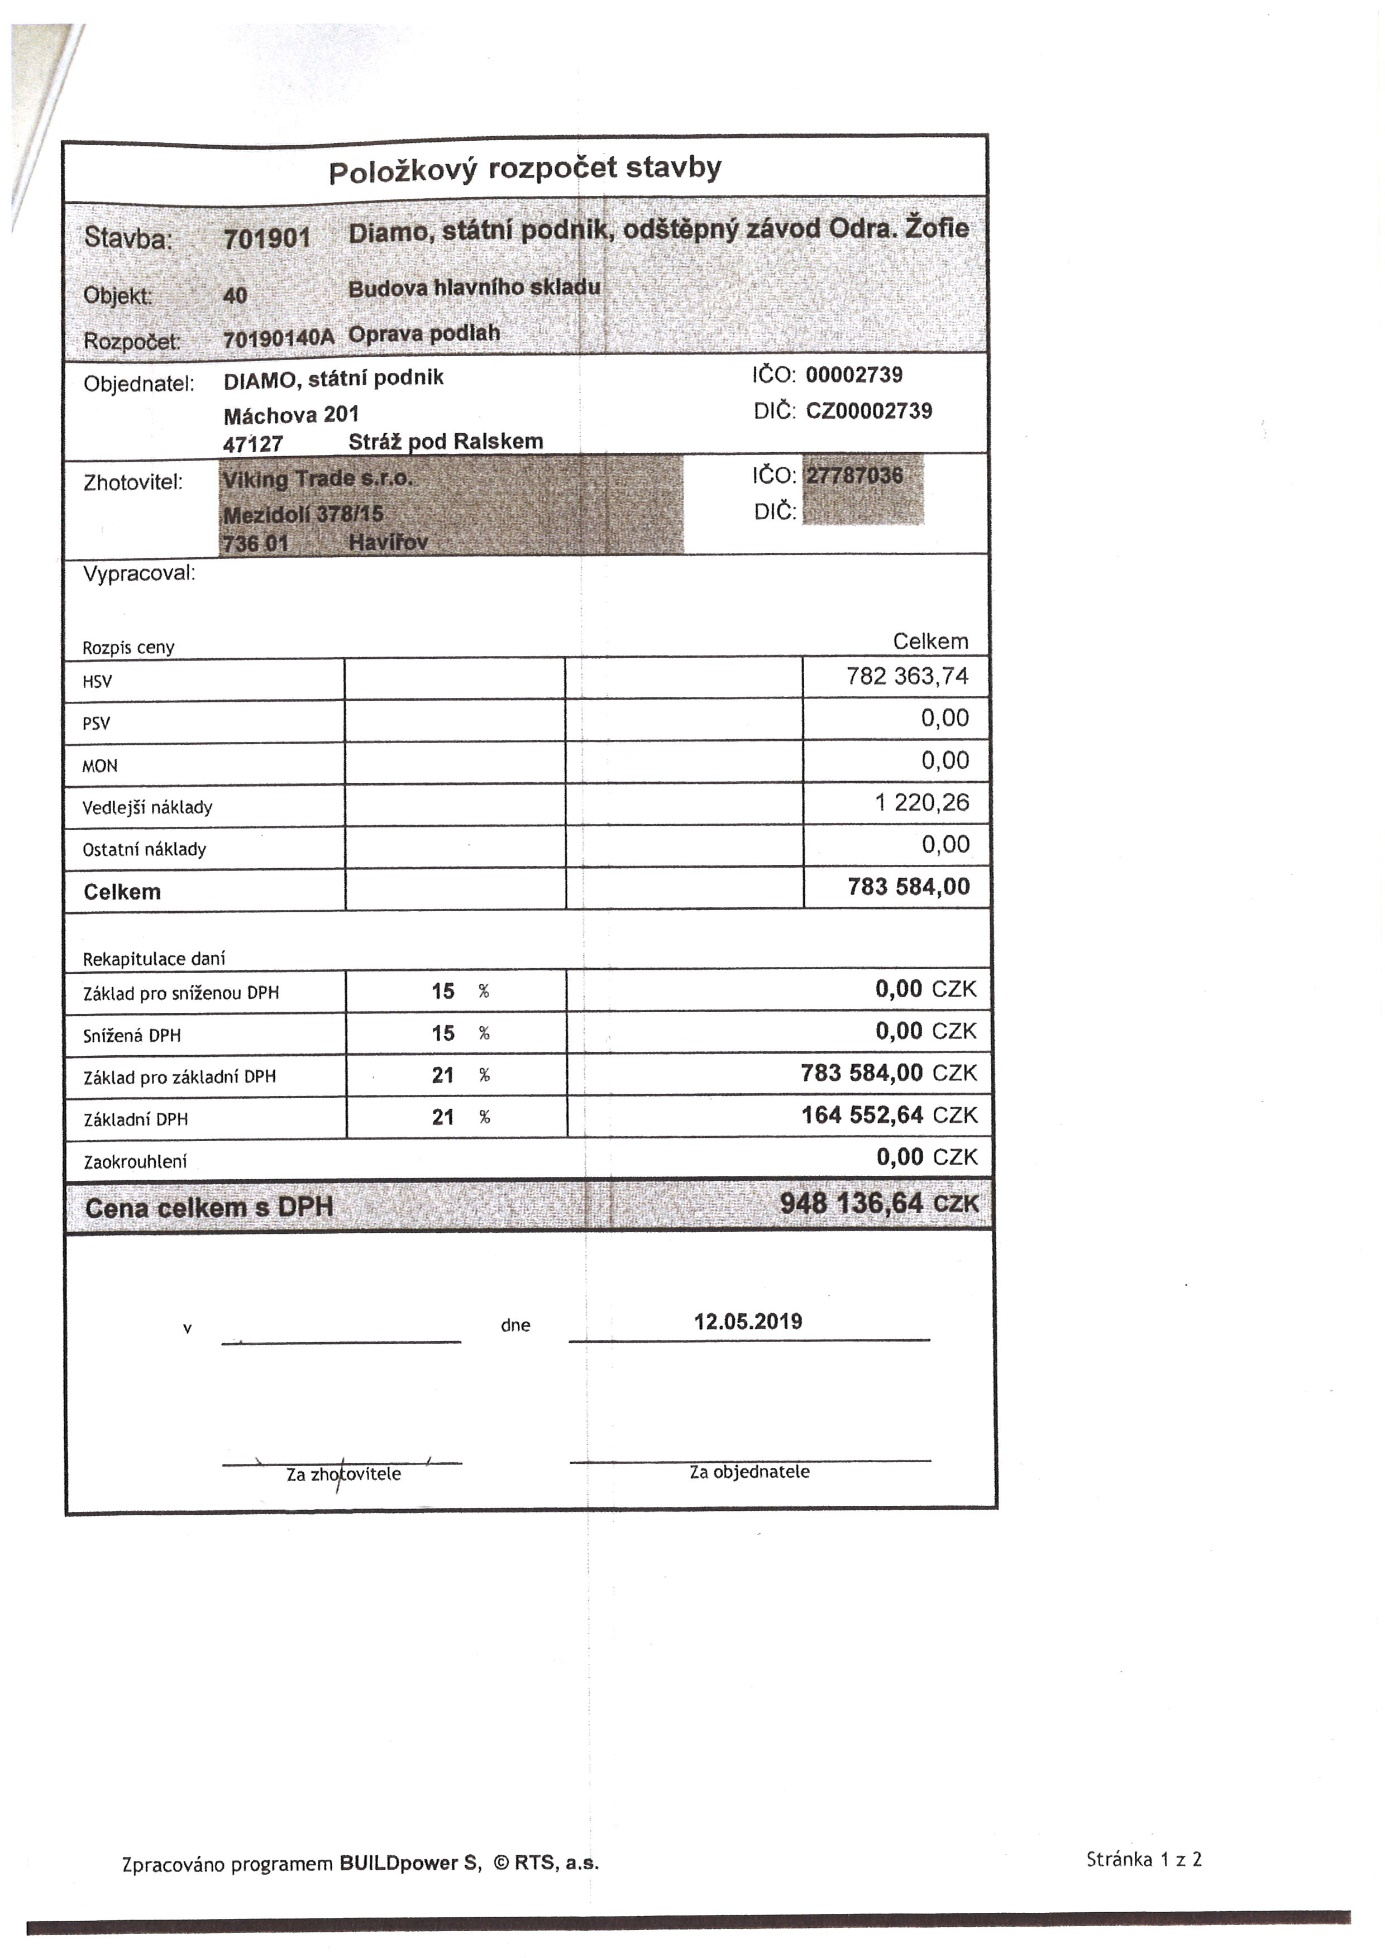 Položkový rozpočet stavby
Stavba: 701901 Diamo, státní podnik, odštěpný závod Odra. Žofie
Objekt: 40 Budova hlavního skladu
Rozpočet: 70190140A Oprava podlah
Objednatel: DIAMO, státní podnik IČO: 00002739
Máchova 201 DIČ: CZ00002739
47127 Stráž pod Ralskem
Zhotovitel: Viking Trade s.r.o. IČO: 27787036
Mezidolí 378/15 DIČ:
736 01 Havířov
Vypracoval:
Rozpis ceny Celkem
HSV 782 363,74
PSV 0,00
MON 0,00
Vedlejší náklady 1 220,26
Ostatní náklady 0,00
Celkem 783 584,00
Rekapitulace daní
Základ pro sníženou DPH 15 % 0,00 CZK
Snížená DPH 15 % 0,00 CZK
Základ pro základní DPH 21 % 783 584,00 CZK
Základní DPH 21 % 164 552,64 CZK
Zaokrouhlení 0,00 CZK
Cena celkem s DPH 948 136,64 CZK
v dne 12.05.2019
Za zhotovitele Za objednatele
Zpracováno programem BUILDpower S, © RTS, a.s. Stránka 1 z 2